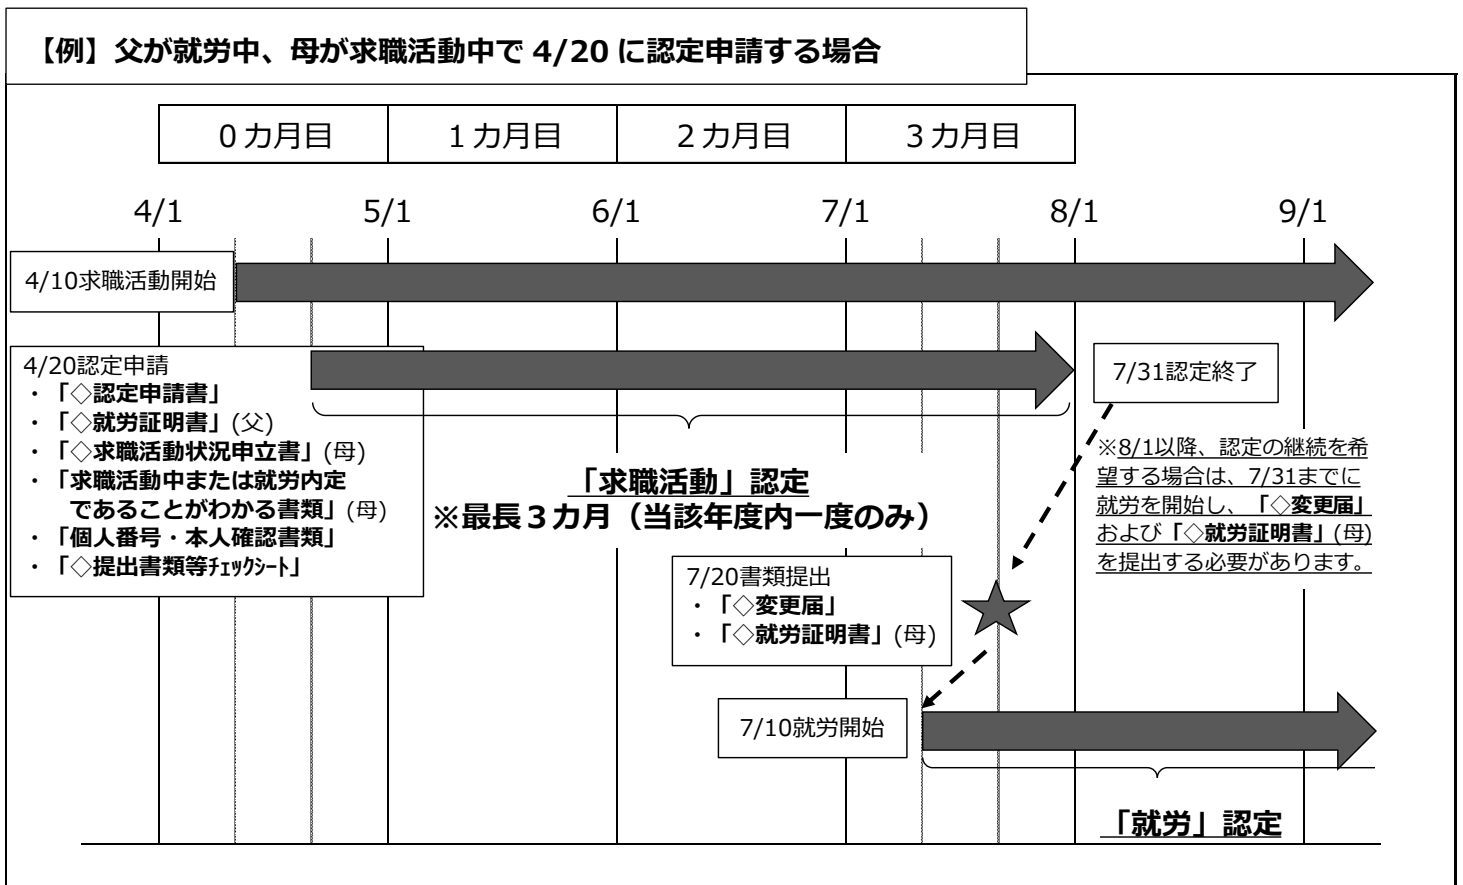 【例】父が就労中、母が求職活動中で 4/20 に認定申請する場合
０カ月目
１カ月目
２カ月目
３カ月目
4/1
5/1
6/1
7/1
8/1
9/1
4/10求職活動開始
4/20認定申請
・「◇認定申請書」
・「◇就労証明書」(父)
・「◇求職活動状況申立書」(母)
・「求職活動中または就労内定
であることがわかる書類」(母)
・「個人番号・本人確認書類」
・「◇提出書類等ﾁｪｯｸｼｰﾄ」
7/31認定終了
※8/1以降、認定の継続を希
望する場合は、7/31までに
就労を開始し、「◇変更届」
および「◇就労証明書」(母)
を提出する必要があります。
「求職活動」認定
※最長３カ月（当該年度内一度のみ）
7/20書類提出
・「◇変更届」
・「◇就労証明書」(母)
7/10就労開始
「就労」認定